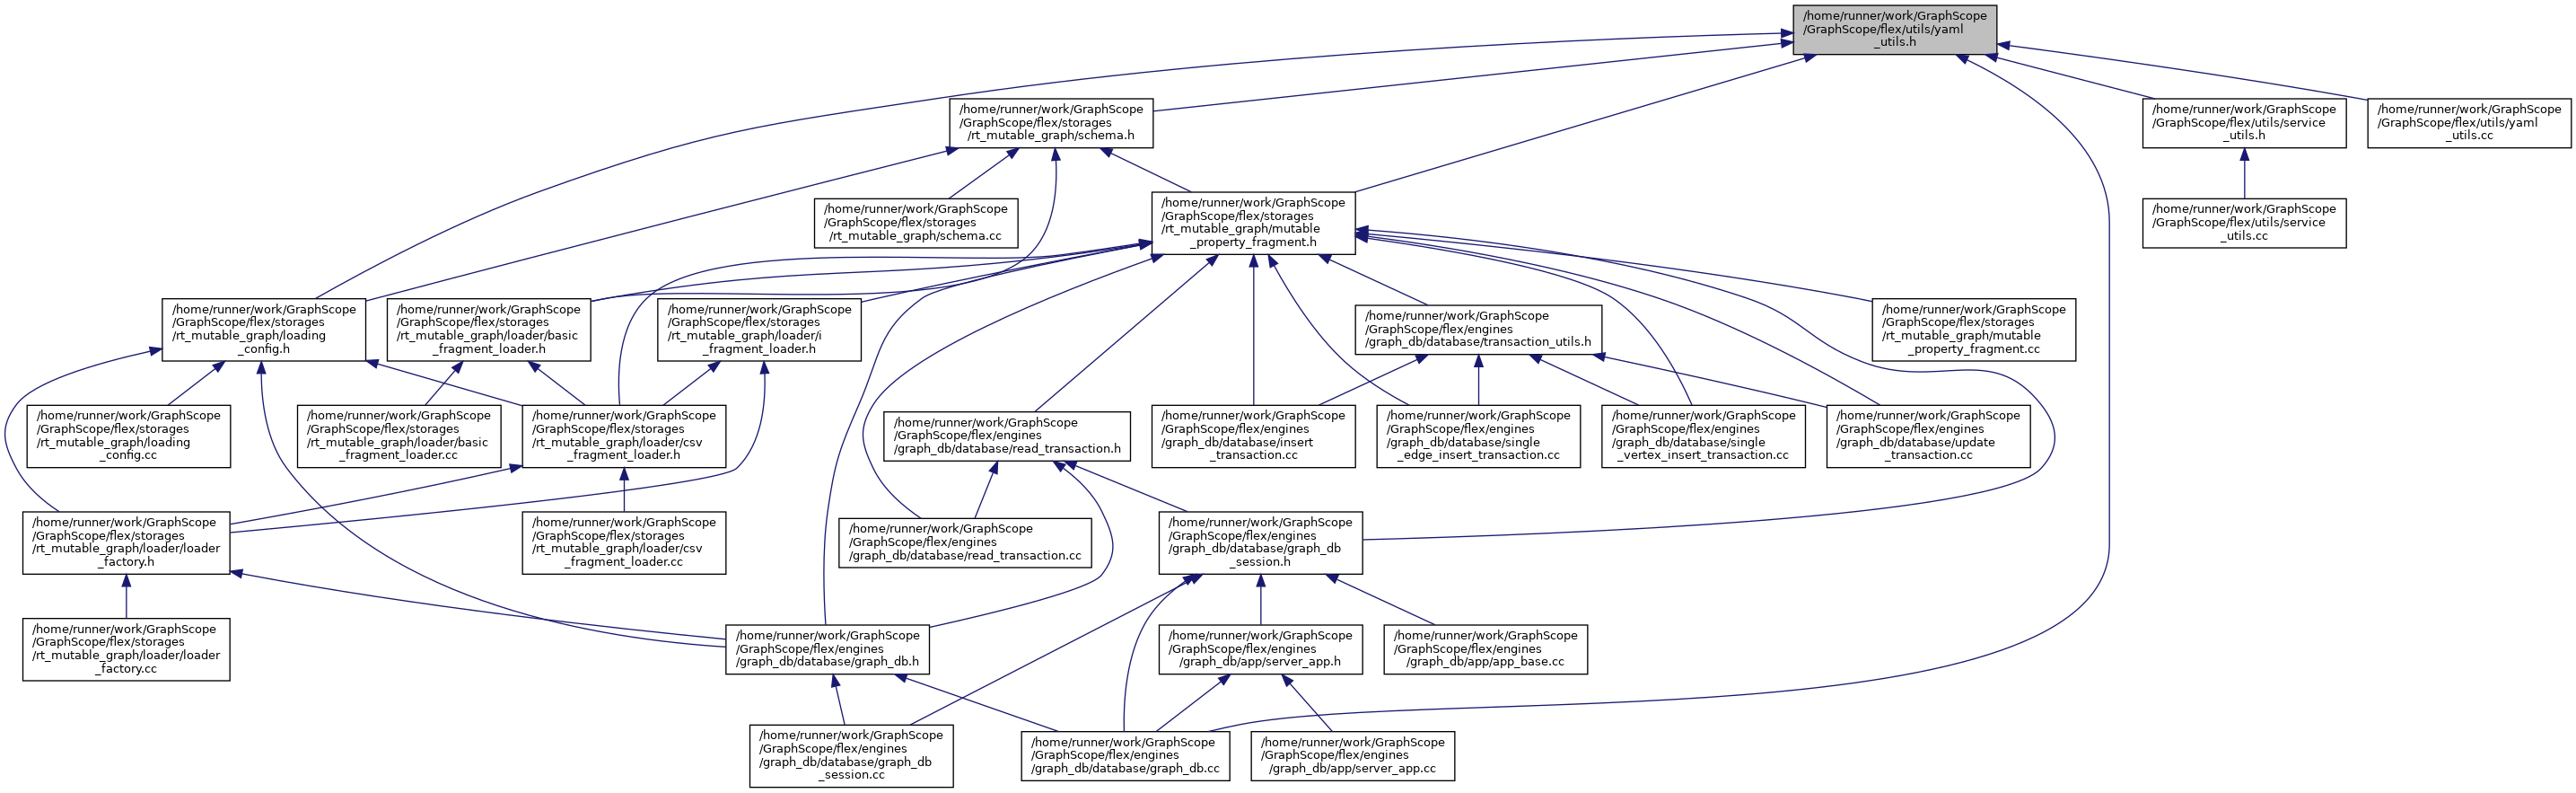 /home/runner/work/GraphScope
/GraphScope/flex/utils/yaml
_utils.h
/home/runner/work/GraphScope
/GraphScope/flex/storages
/rt_mutable_graph/schema.h
/home/runner/work/GraphScope
/GraphScope/flex/utils/service
_utils.h
/home/runner/work/GraphScope
/GraphScope/flex/utils/yaml
_utils.cc
/home/runner/work/GraphScope
/GraphScope/flex/storages
/rt_mutable_graph/schema.cc
/home/runner/work/GraphScope
/GraphScope/flex/storages
/rt_mutable_graph/mutable
_property_fragment.h
/home/runner/work/GraphScope
/GraphScope/flex/utils/service
_utils.cc
/home/runner/work/GraphScope
/GraphScope/flex/storages
/rt_mutable_graph/loading
_config.h
/home/runner/work/GraphScope
/GraphScope/flex/storages
/rt_mutable_graph/loader/basic
_fragment_loader.h
/home/runner/work/GraphScope
/GraphScope/flex/storages
/rt_mutable_graph/loader/i
_fragment_loader.h
/home/runner/work/GraphScope
/GraphScope/flex/engines
/graph_db/database/transaction_utils.h
/home/runner/work/GraphScope
/GraphScope/flex/storages
/rt_mutable_graph/mutable
_property_fragment.cc
/home/runner/work/GraphScope
/GraphScope/flex/storages
/rt_mutable_graph/loading
_config.cc
/home/runner/work/GraphScope
/GraphScope/flex/storages
/rt_mutable_graph/loader/basic
_fragment_loader.cc
/home/runner/work/GraphScope
/GraphScope/flex/storages
/rt_mutable_graph/loader/csv
_fragment_loader.h
/home/runner/work/GraphScope
/GraphScope/flex/engines
/graph_db/database/read_transaction.h
/home/runner/work/GraphScope
/GraphScope/flex/engines
/graph_db/database/insert
_transaction.cc
/home/runner/work/GraphScope
/GraphScope/flex/engines
/graph_db/database/single
_edge_insert_transaction.cc
/home/runner/work/GraphScope
/GraphScope/flex/engines
/graph_db/database/single
_vertex_insert_transaction.cc
/home/runner/work/GraphScope
/GraphScope/flex/engines
/graph_db/database/update
_transaction.cc
/home/runner/work/GraphScope
/GraphScope/flex/storages
/rt_mutable_graph/loader/loader
_factory.h
/home/runner/work/GraphScope
/GraphScope/flex/storages
/rt_mutable_graph/loader/csv
_fragment_loader.cc
/home/runner/work/GraphScope
/GraphScope/flex/engines
/graph_db/database/read_transaction.cc
/home/runner/work/GraphScope
/GraphScope/flex/engines
/graph_db/database/graph_db
_session.h
/home/runner/work/GraphScope
/GraphScope/flex/storages
/rt_mutable_graph/loader/loader
_factory.cc
/home/runner/work/GraphScope
/GraphScope/flex/engines
/graph_db/database/graph_db.h
/home/runner/work/GraphScope
/GraphScope/flex/engines
/graph_db/app/server_app.h
/home/runner/work/GraphScope
/GraphScope/flex/engines
/graph_db/app/app_base.cc
/home/runner/work/GraphScope
/GraphScope/flex/engines
/graph_db/database/graph_db
_session.cc
/home/runner/work/GraphScope
/GraphScope/flex/engines
/graph_db/database/graph_db.cc
/home/runner/work/GraphScope
/GraphScope/flex/engines
/graph_db/app/server_app.cc